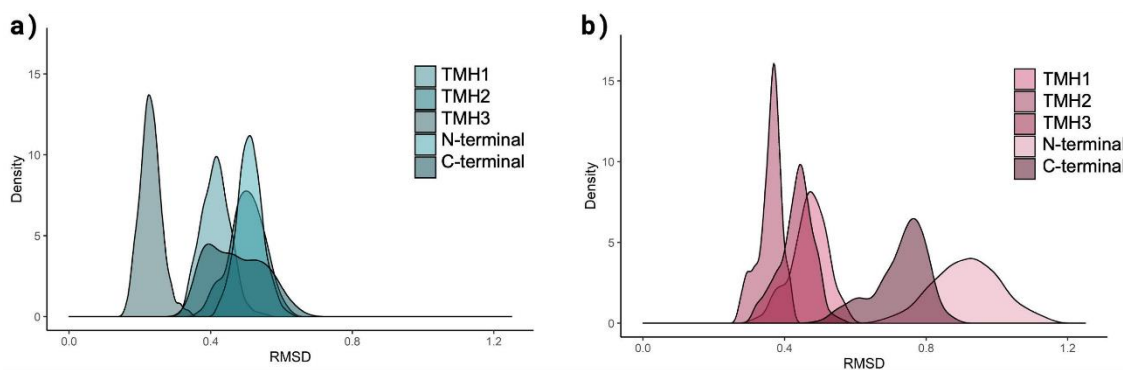 a)
15
10
5
0
Density
0.0
0.4
0.8
1.2
RMSD
TMH1
TMH2
TMH3
N-terminal
C-terminal
b)
15
10
5
0
Density
0.0
0.4
0.8
1.2
RMSD
TMH1
TMH2
TMH3
N-terminal
C-terminal